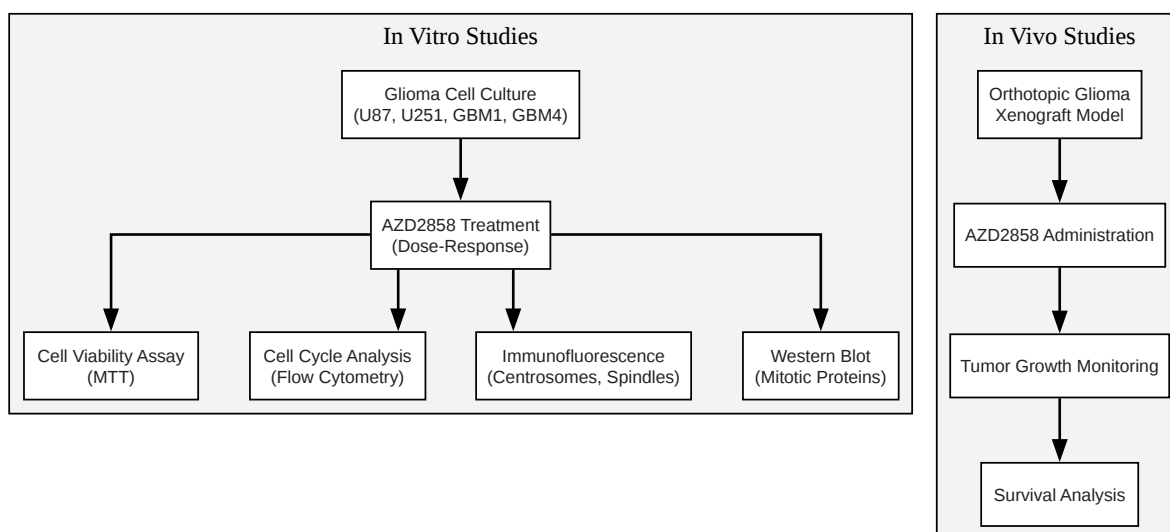 In Vitro Studies
Glioma Cell Culture
(U87, U251, GBM1, GBM4)
AZD2858 Treatment
(Dose-Response)
Cell Viability Assay
(MTT)
Cell Cycle Analysis
(Flow Cytometry)
Immunofluorescence
(Centrosomes, Spindles)
Western Blot
(Mitotic Proteins)
In Vivo Studies
Orthotopic Glioma
Xenograft Model
AZD2858 Administration
Tumor Growth Monitoring
Survival Analysis